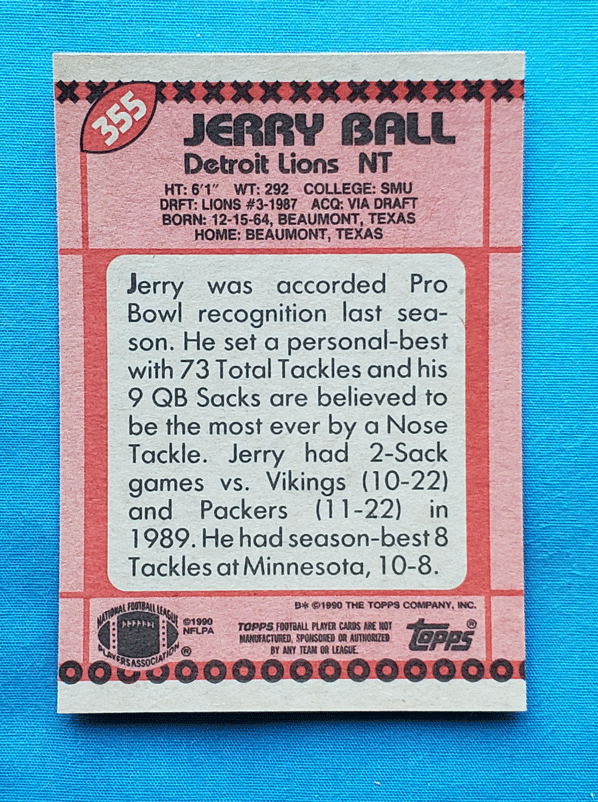 355
JERRY BALL
Detroit Lions NT
HT: 6'1" WT: 292 COLLEGE: SMU
DRFT: LIONS #3-1987 ACQ: VIA DRAFT
BORN: 12-15-64, BEAUMONT, TEXAS
HOME: BEAUMONT, TEXAS
Jerry was accorded Pro
Bowl recognition last sea-
son. He set a personal-best
with 73 Total Tackles and his
9 QB Sacks are believed to
be the most ever by a Nose
Tackle. Jerry had 2-Sack
games vs. Vikings (10-22)
and Packers (11-22) in
1989. He had season-best 8
Tackles at Minnesota, 10-8.
B* ©1990 THE TOPPS COMPANY, INC.
NATIONAL FOOTBALL LEAGUE
PLAYERS ASSOCIATION ®
©1990
NFLPA
TOPPS FOOTBALL PLAYER CARDS ARE NOT
MANUFACTURED, SPONSORED OR AUTHORIZED
BY ANY TEAM OR LEAGUE.
Topps ®